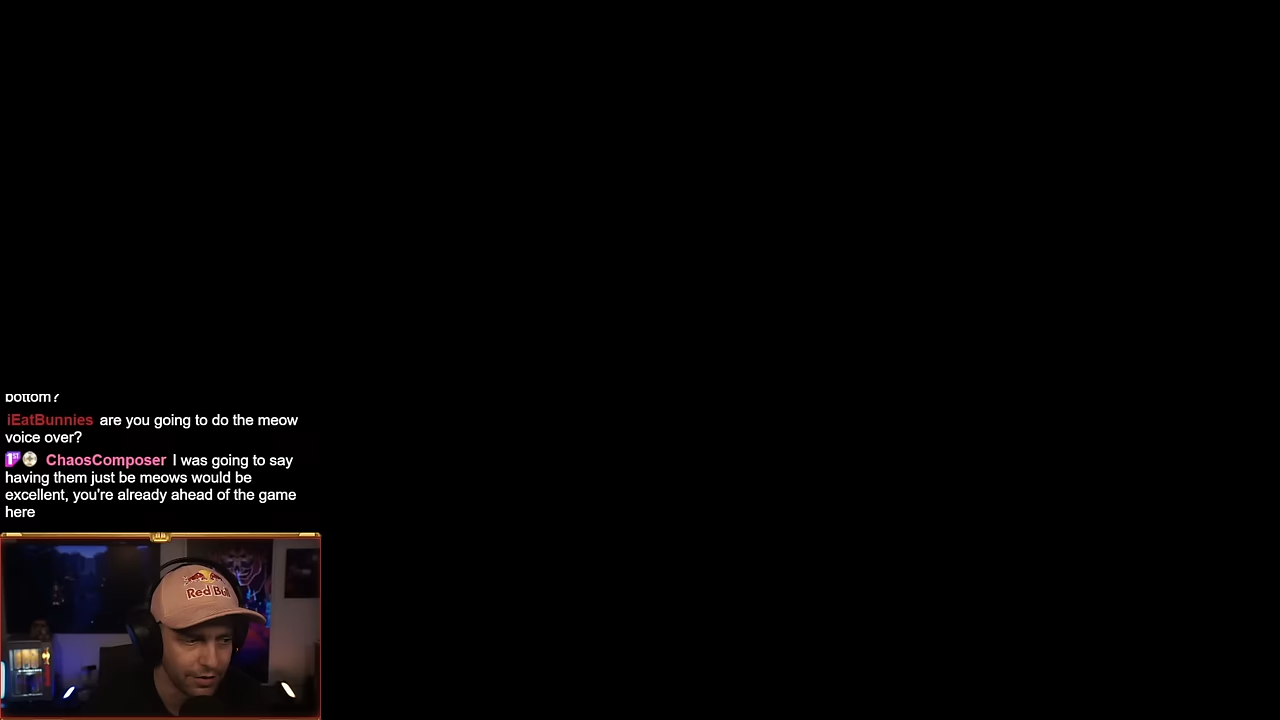 bottom?
iEatBunnies are you going to do the meow
voice over?
1ST ChaosComposer I was going to say
having them just be meows would be
excellent, you're already ahead of the game
here
Red Bull